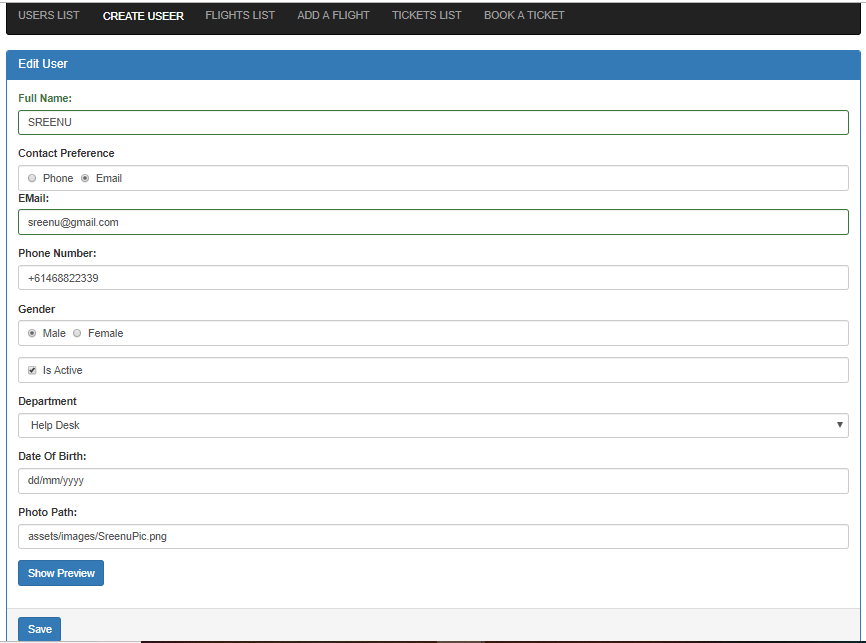 USERS LIST CREATE USEER FLIGHTS LIST ADD A FLIGHT TICKETS LIST BOOK A TICKET
Edit User
Full Name:
SREENU
Contact Preference
Phone Email
EMail:
sreenu@gmail.com
Phone Number:
+61468822339
Gender
Male Female
Is Active
Department
Help Desk
Date Of Birth:
dd/mm/yyyy
Photo Path:
assets/images/SreenuPic.png
Show Preview
Save